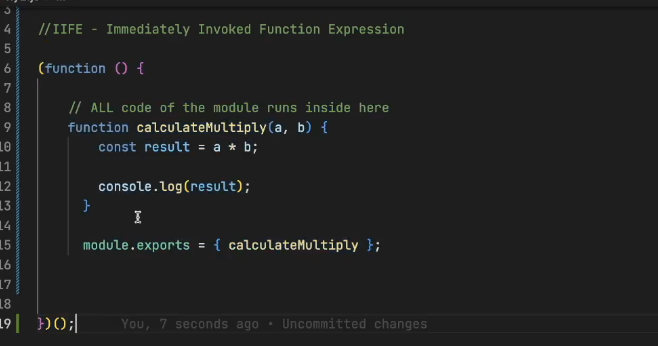 3
4 //IIFE - Immediately Invoked Function Expression
5
6 (function () {
7
8 // ALL code of the module runs inside here
9 function calculateMultiply(a, b) {
10 const result = a * b;
11
12 console.log(result);
13 }
14
15 module.exports = { calculateMultiply };
16
17
18
19 })(); You, 7 seconds ago • Uncommitted changes